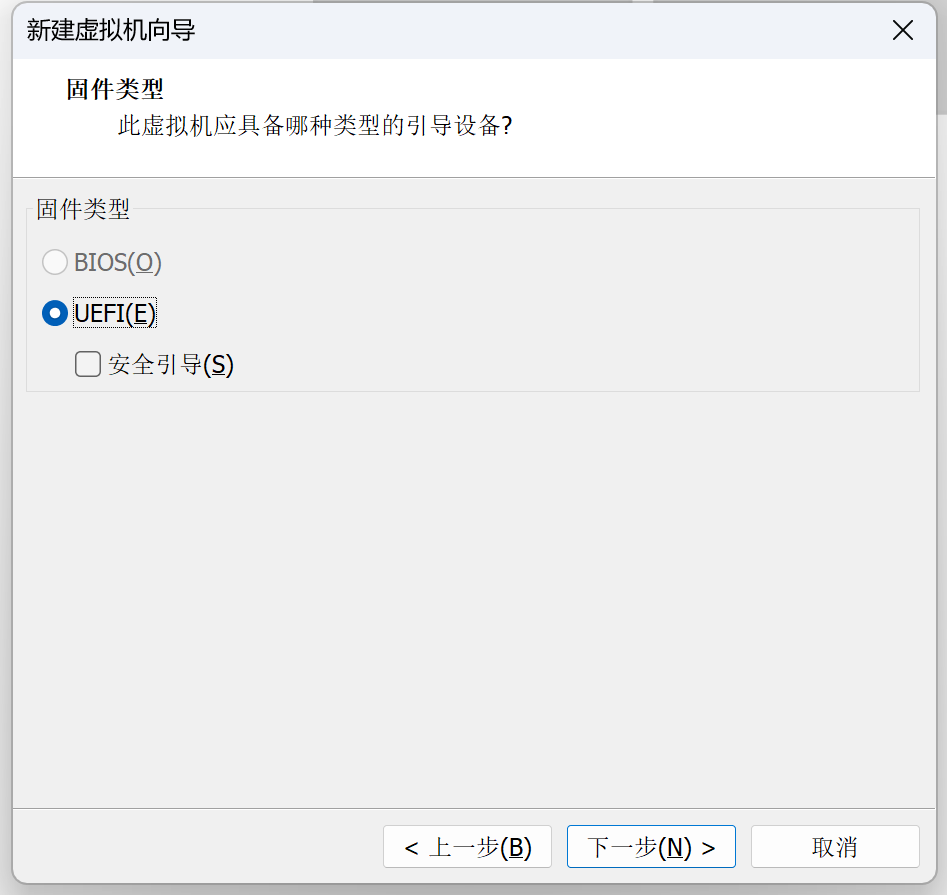 新建虚拟机向导
固件类型
此虚拟机应具备哪种类型的引导设备?
固件类型
BIOS(O)
UEFI(E)
安全引导(S)
< 上一步(B) 下一步(N) > 取消